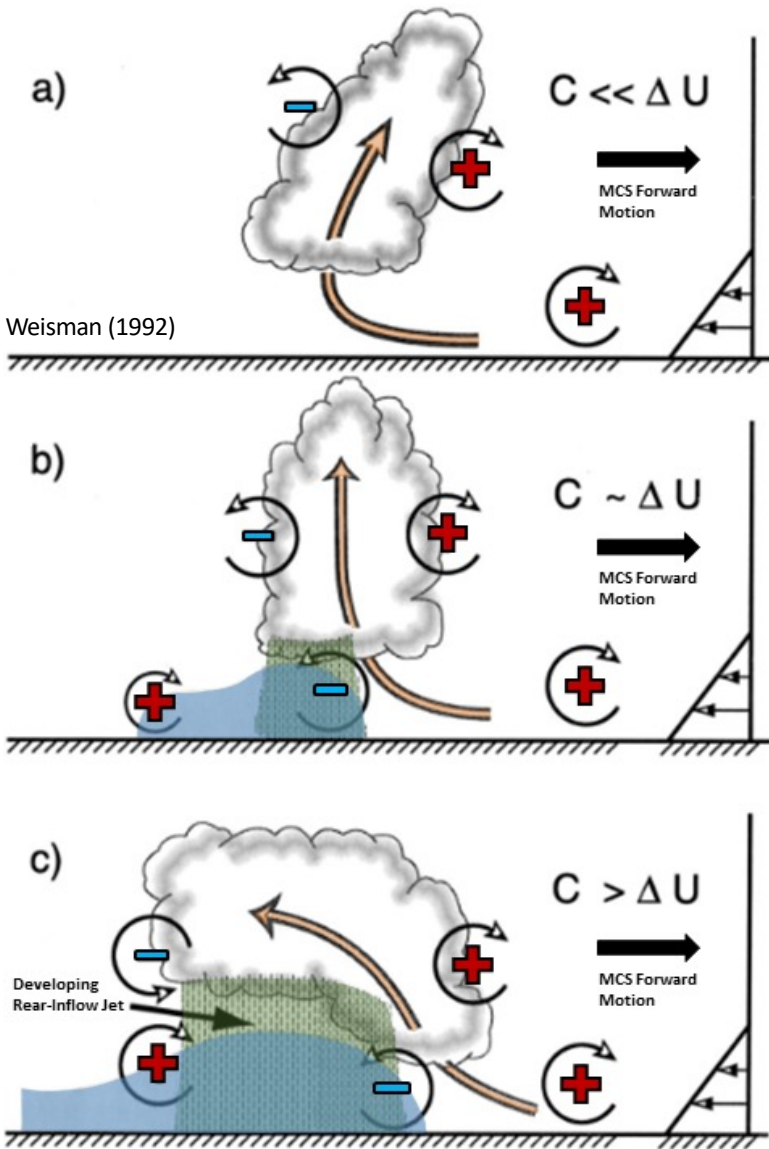 a)
C << Δ U
MCS Forward
Motion
Weisman (1992)
b)
C ~ Δ U
MCS Forward
Motion
c)
C > Δ U
MCS Forward
Motion
Developing
Rear-Inflow Jet